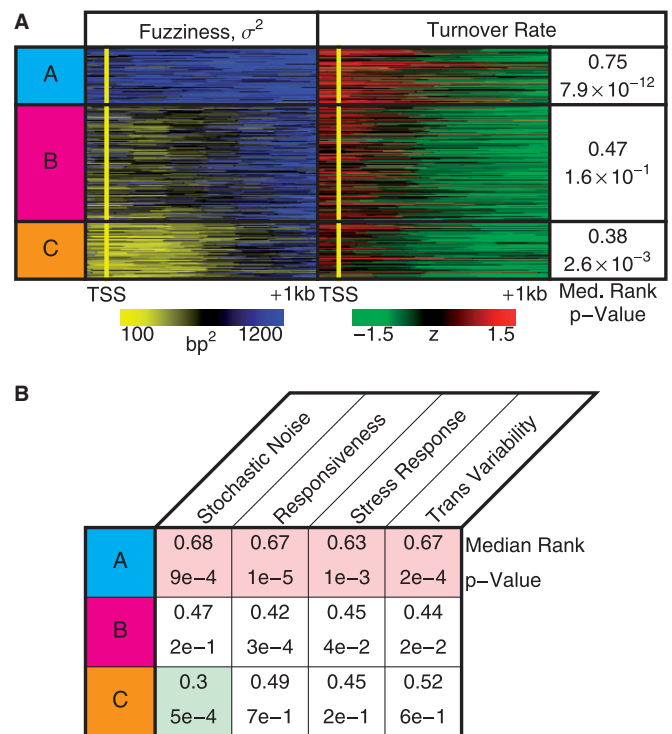 A
Fuzziness, σ²
Turnover Rate
A
0.75
7.9×10⁻¹²
B
0.47
1.6×10⁻¹
C
0.38
2.6×10⁻³
TSS +1kb TSS +1kb Med. Rank
p−Value
100 bp² 1200
−1.5 z 1.5
B
Stochastic Noise
Responsiveness
Stress Response
Trans Variability
A
0.68 0.67 0.63 0.67 Median Rank
9e−4 1e−5 1e−3 2e−4 p−Value
B
0.47 0.42 0.45 0.44
2e−1 3e−4 4e−2 2e−2
C
0.3 0.49 0.45 0.52
5e−4 7e−1 2e−1 6e−1